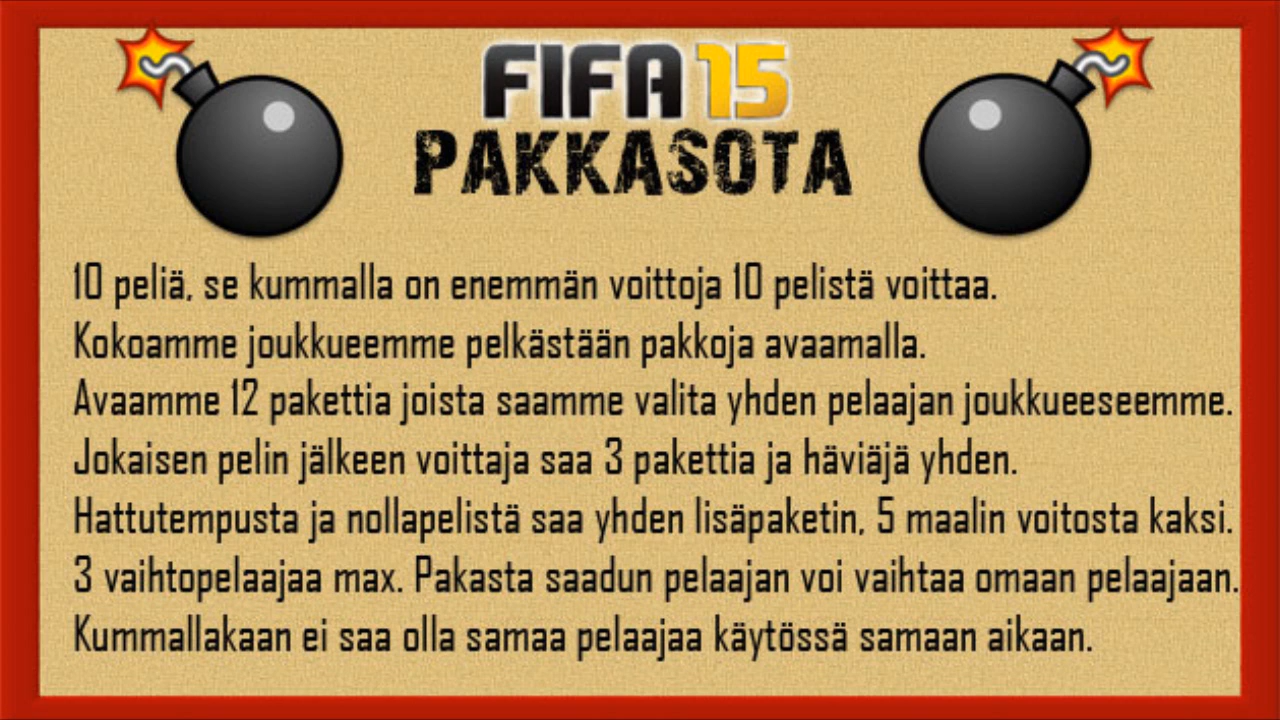 FIFA 15
PAKKASOTA
10 peliä, se kummalla on enemmän voittoja 10 pelistä voittaa.
Kokoamme joukkueemme pelkästään pakkoja avaamalla.
Avaamme 12 pakettia joista saamme valita yhden pelaajan joukkueeseemme.
Jokaisen pelin jälkeen voittaja saa 3 pakettia ja häviäjä yhden.
Hattutempusta ja nollapelistä saa yhden lisäpaketin, 5 maalin voitosta kaksi.
3 vaihtopelaajaa max. Pakasta saadun pelaajan voi vaihtaa omaan pelaajaan.
Kummallakaan ei saa olla samaa pelaajaa käytössä samaan aikaan.